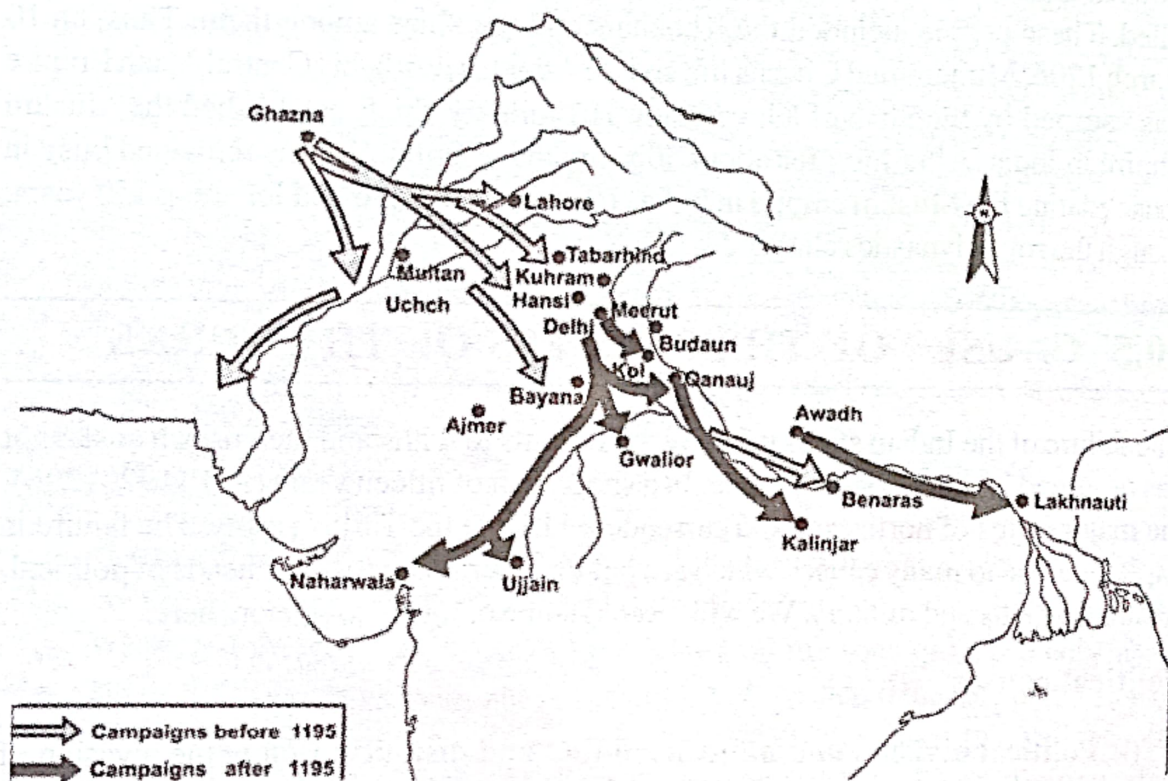 Ghazna
Lahore
Tabarhind
Multan
Kuhram
Uchch
Hansi
Meerut
Delhi
Budaun
Kol
Qanauj
Bayana
Ajmer
Awadh
Gwalior
Benaras
Lakhnauti
Kalinjar
Naharwala
Ujjain
N
Campaigns before 1195
Campaigns after 1195